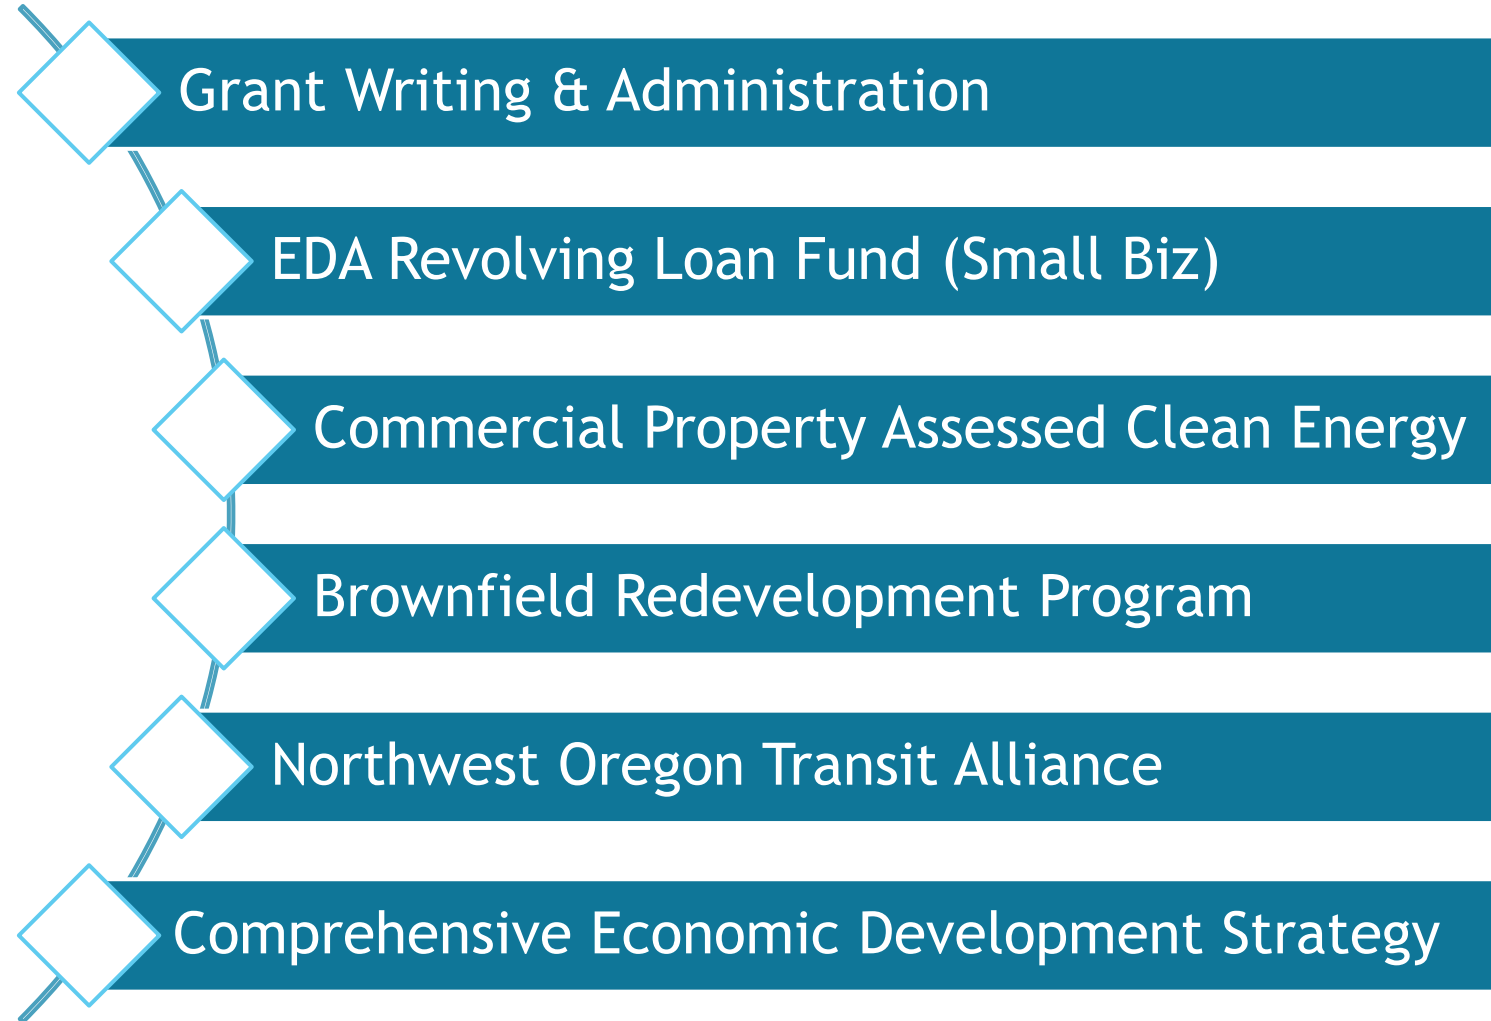 Grant Writing & Administration
EDA Revolving Loan Fund (Small Biz)
Commercial Property Assessed Clean Energy
Brownfield Redevelopment Program
Northwest Oregon Transit Alliance
Comprehensive Economic Development Strategy